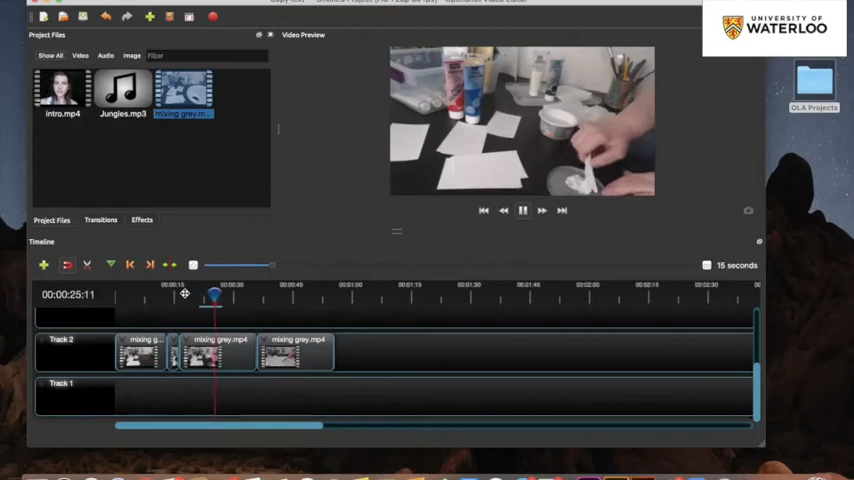 UNIVERSITY OF
WATERLOO
Project Files
Video Preview
Show All
Video
Audio
Image
Filter
intro.mp4
Jungles.mp3
mixing grey.m...
OLA Projects
Project Files
Transitions
Effects
Timeline
15 seconds
00:00:25:11
00:00:15
00:00:30
00:00:45
00:01:00
00:01:15
00:01:30
00:01:45
00:02:00
00:02:15
00:02:30
00
Track 2
mixing g...
mixing grey.mp4
mixing grey.mp4
Track 1